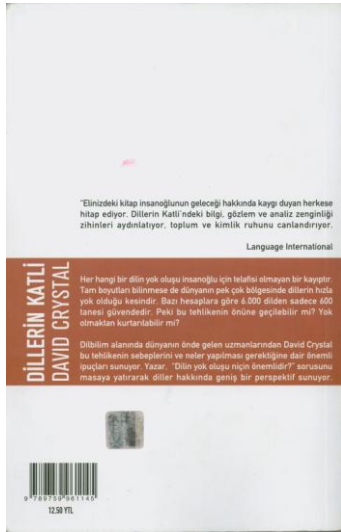 "Elinizdeki kitap insanoğlunun geleceği hakkında kaygı duyan herkese
hitap ediyor. Dillerin Katli'ndeki bilgi, gözlem ve analiz zenginliği
zihinleri aydınlatıyor, toplum ve kimlik ruhunu canlandırıyor.
Language International
Her hangi bir dilin yok oluşu insanoğlu için telafisi olmayan bir kayıptır.
Tam boyutları bilinmese de dünyanın pek çok bölgesinde dillerin hızla
yok olduğu kesindir. Bazı hesaplara göre 6.000 dilden sadece 600
tanesi güvendedir. Peki bu tehlikenin önüne geçilebilir mi? Yok
olmaktan kurtarılabilir mi?
Dilbilim alanında dünyanın önde gelen uzmanlarından David Crystal
bu tehlikenin sebeplerini ve neler yapılması gerektiğine dair önemli
ipuçları sunuyor. Yazar, "Dilin yok oluşu niçin önemlidir?" sorusunu
masaya yatırarak diller hakkında geniş bir perspektif sunuyor.
DİLLERİN KATLİ
DAVID CRYSTAL
9789759961146
12.50 YTL